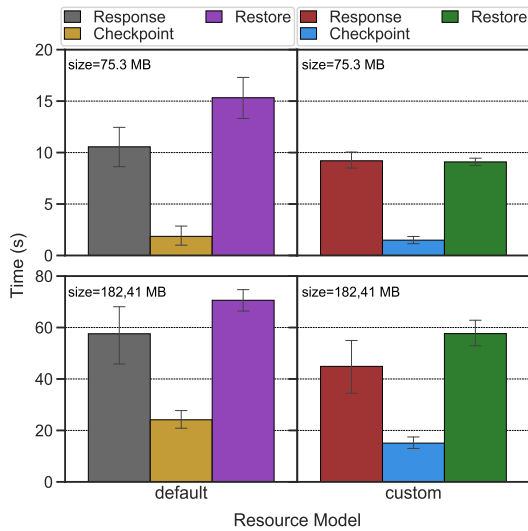 Response Restore Response Restore
Checkpoint Checkpoint
20
size=75.3 MB size=75.3 MB
15
10
5
0
80
size=182,41 MB size=182,41 MB
60
40
20
0
Time (s)
default custom
Resource Model